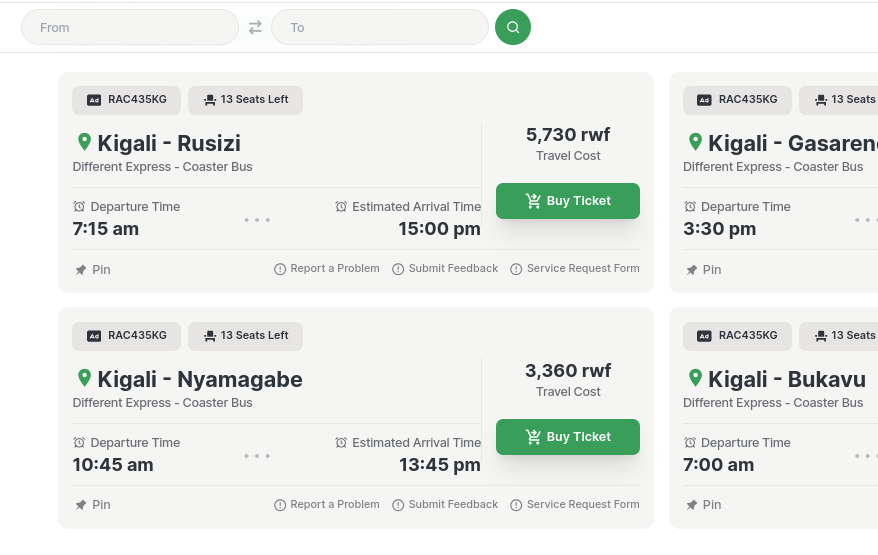 From
To
Ad RAC435KG
13 Seats Left
Kigali - Rusizi
Different Express - Coaster Bus
5,730 rwf
Travel Cost
Buy Ticket
Departure Time
7:15 am
Estimated Arrival Time
15:00 pm
Pin
Report a Problem
Submit Feedback
Service Request Form
Ad RAC435KG
13 Seats
Kigali - Gasaren
Different Express - Coaster Bus
Departure Time
3:30 pm
Pin
Ad RAC435KG
13 Seats Left
Kigali - Nyamagabe
Different Express - Coaster Bus
3,360 rwf
Travel Cost
Buy Ticket
Departure Time
10:45 am
Estimated Arrival Time
13:45 pm
Pin
Report a Problem
Submit Feedback
Service Request Form
Ad RAC435KG
13 Seats
Kigali - Bukavu
Different Express - Coaster Bus
Departure Time
7:00 am
Pin